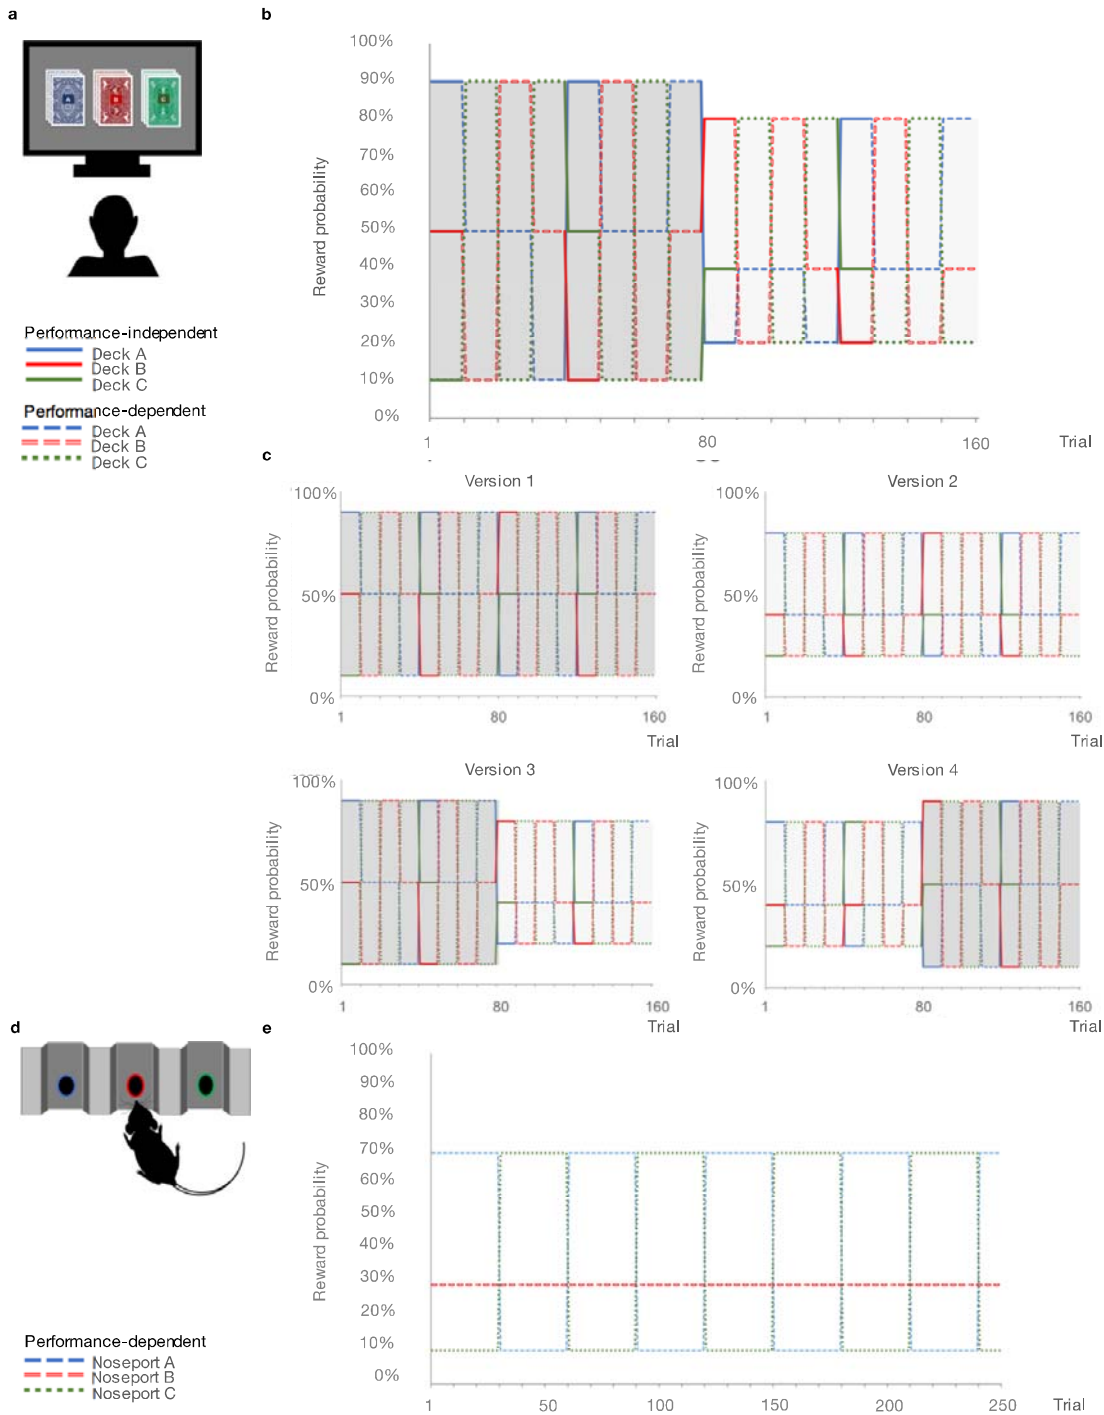 a
b
A B C
100%
90%
80%
70%
60%
50%
40%
30%
20%
10%
0%
Reward probability
1 80 160 Trial
Performance-independent
Deck A
Deck B
Deck C
Performance-dependent
Deck A
Deck B
Deck C
c
Version 1
100%
50%
0%
Reward probability
1 80 160
Trial
Version 2
100%
50%
0%
Reward probability
1 80 160
Trial
Version 3
100%
50%
0%
Reward probability
1 80 160
Trial
Version 4
100%
50%
0%
Reward probability
1 80 160
Trial
d
e
100%
90%
80%
70%
60%
50%
40%
30%
20%
10%
0%
Reward probability
1 50 100 150 200 250 Trial
Performance-dependent
Noseport A
Noseport B
Noseport C